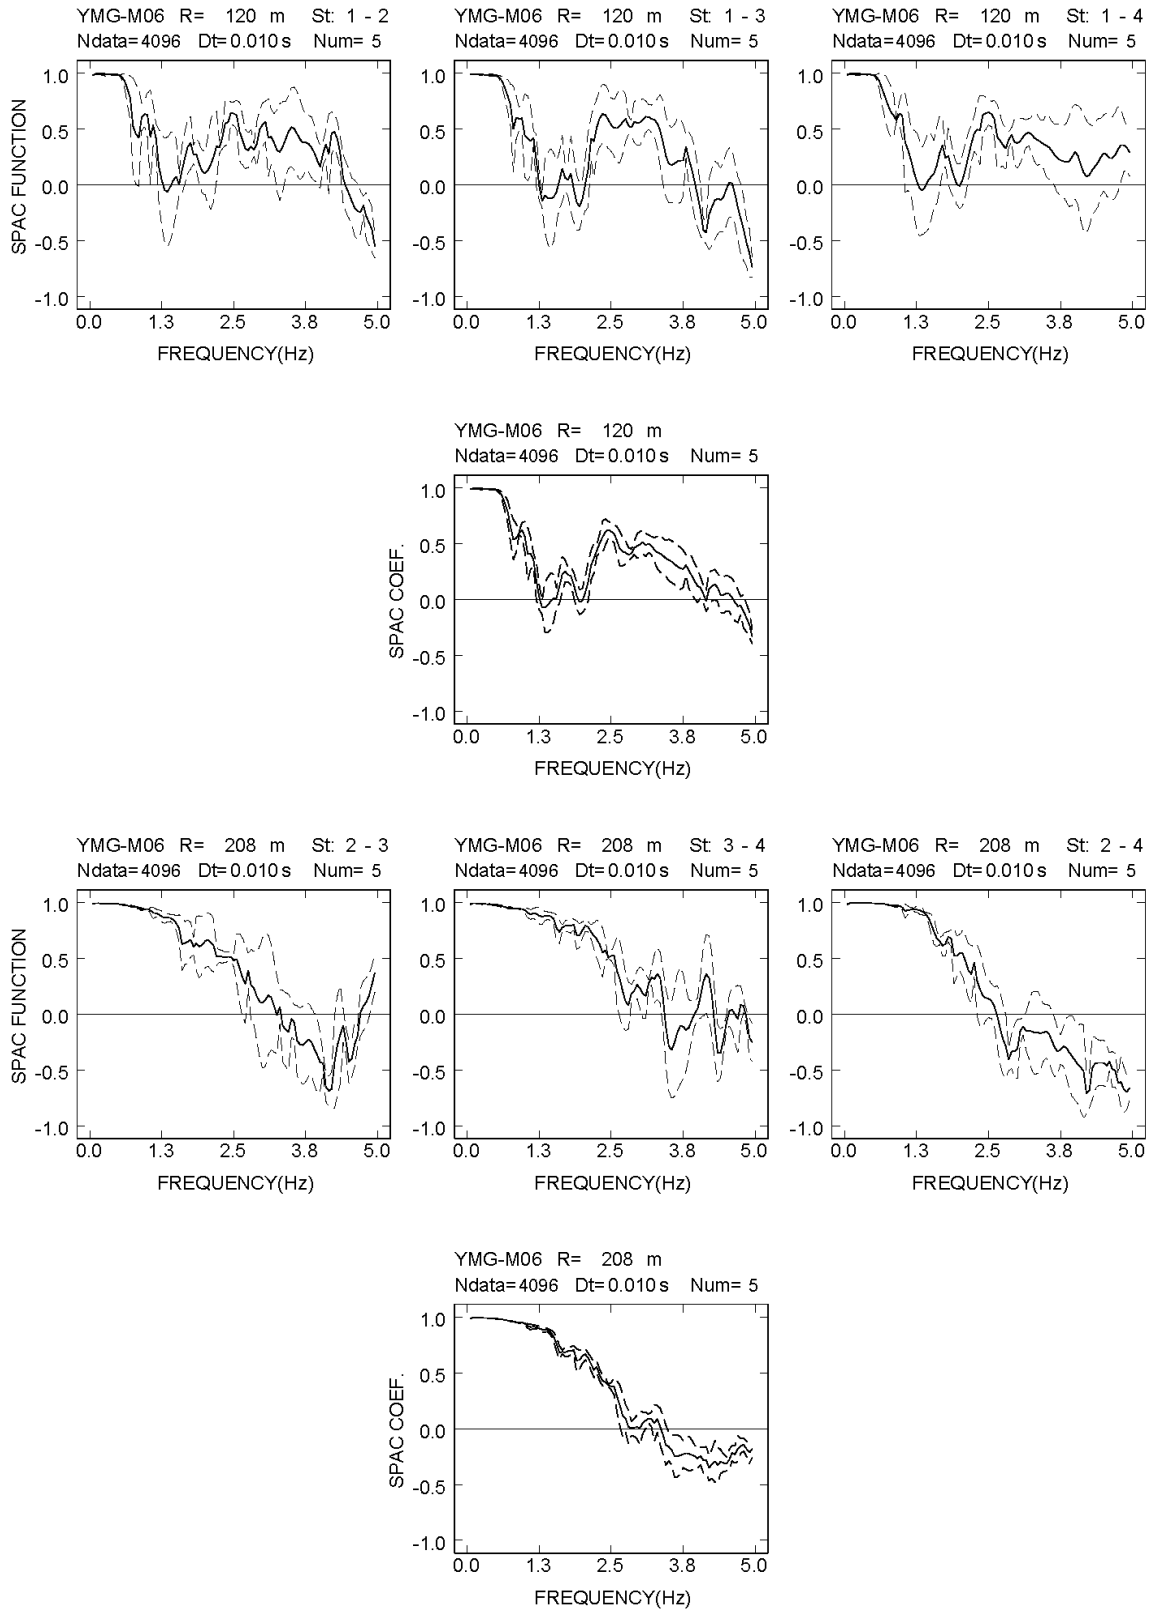 YMG-M06 R= 120 m St: 1 - 2
Ndata=4096 Dt=0.010 s Num= 5
SPAC FUNCTION
1.0
0.5
0.0
-0.5
-1.0
0.0 1.3 2.5 3.8 5.0
FREQUENCY(Hz)
YMG-M06 R= 120 m St: 1 - 3
Ndata=4096 Dt=0.010 s Num= 5
1.0
0.5
0.0
-0.5
-1.0
0.0 1.3 2.5 3.8 5.0
FREQUENCY(Hz)
YMG-M06 R= 120 m St: 1 - 4
Ndata=4096 Dt=0.010 s Num= 5
1.0
0.5
0.0
-0.5
-1.0
0.0 1.3 2.5 3.8 5.0
FREQUENCY(Hz)
YMG-M06 R= 120 m
Ndata=4096 Dt=0.010 s Num= 5
SPAC COEF.
1.0
0.5
0.0
-0.5
-1.0
0.0 1.3 2.5 3.8 5.0
FREQUENCY(Hz)
YMG-M06 R= 208 m St: 2 - 3
Ndata=4096 Dt=0.010 s Num= 5
SPAC FUNCTION
1.0
0.5
0.0
-0.5
-1.0
0.0 1.3 2.5 3.8 5.0
FREQUENCY(Hz)
YMG-M06 R= 208 m St: 3 - 4
Ndata=4096 Dt=0.010 s Num= 5
1.0
0.5
0.0
-0.5
-1.0
0.0 1.3 2.5 3.8 5.0
FREQUENCY(Hz)
YMG-M06 R= 208 m St: 2 - 4
Ndata=4096 Dt=0.010 s Num= 5
1.0
0.5
0.0
-0.5
-1.0
0.0 1.3 2.5 3.8 5.0
FREQUENCY(Hz)
YMG-M06 R= 208 m
Ndata=4096 Dt=0.010 s Num= 5
SPAC COEF.
1.0
0.5
0.0
-0.5
-1.0
0.0 1.3 2.5 3.8 5.0
FREQUENCY(Hz)